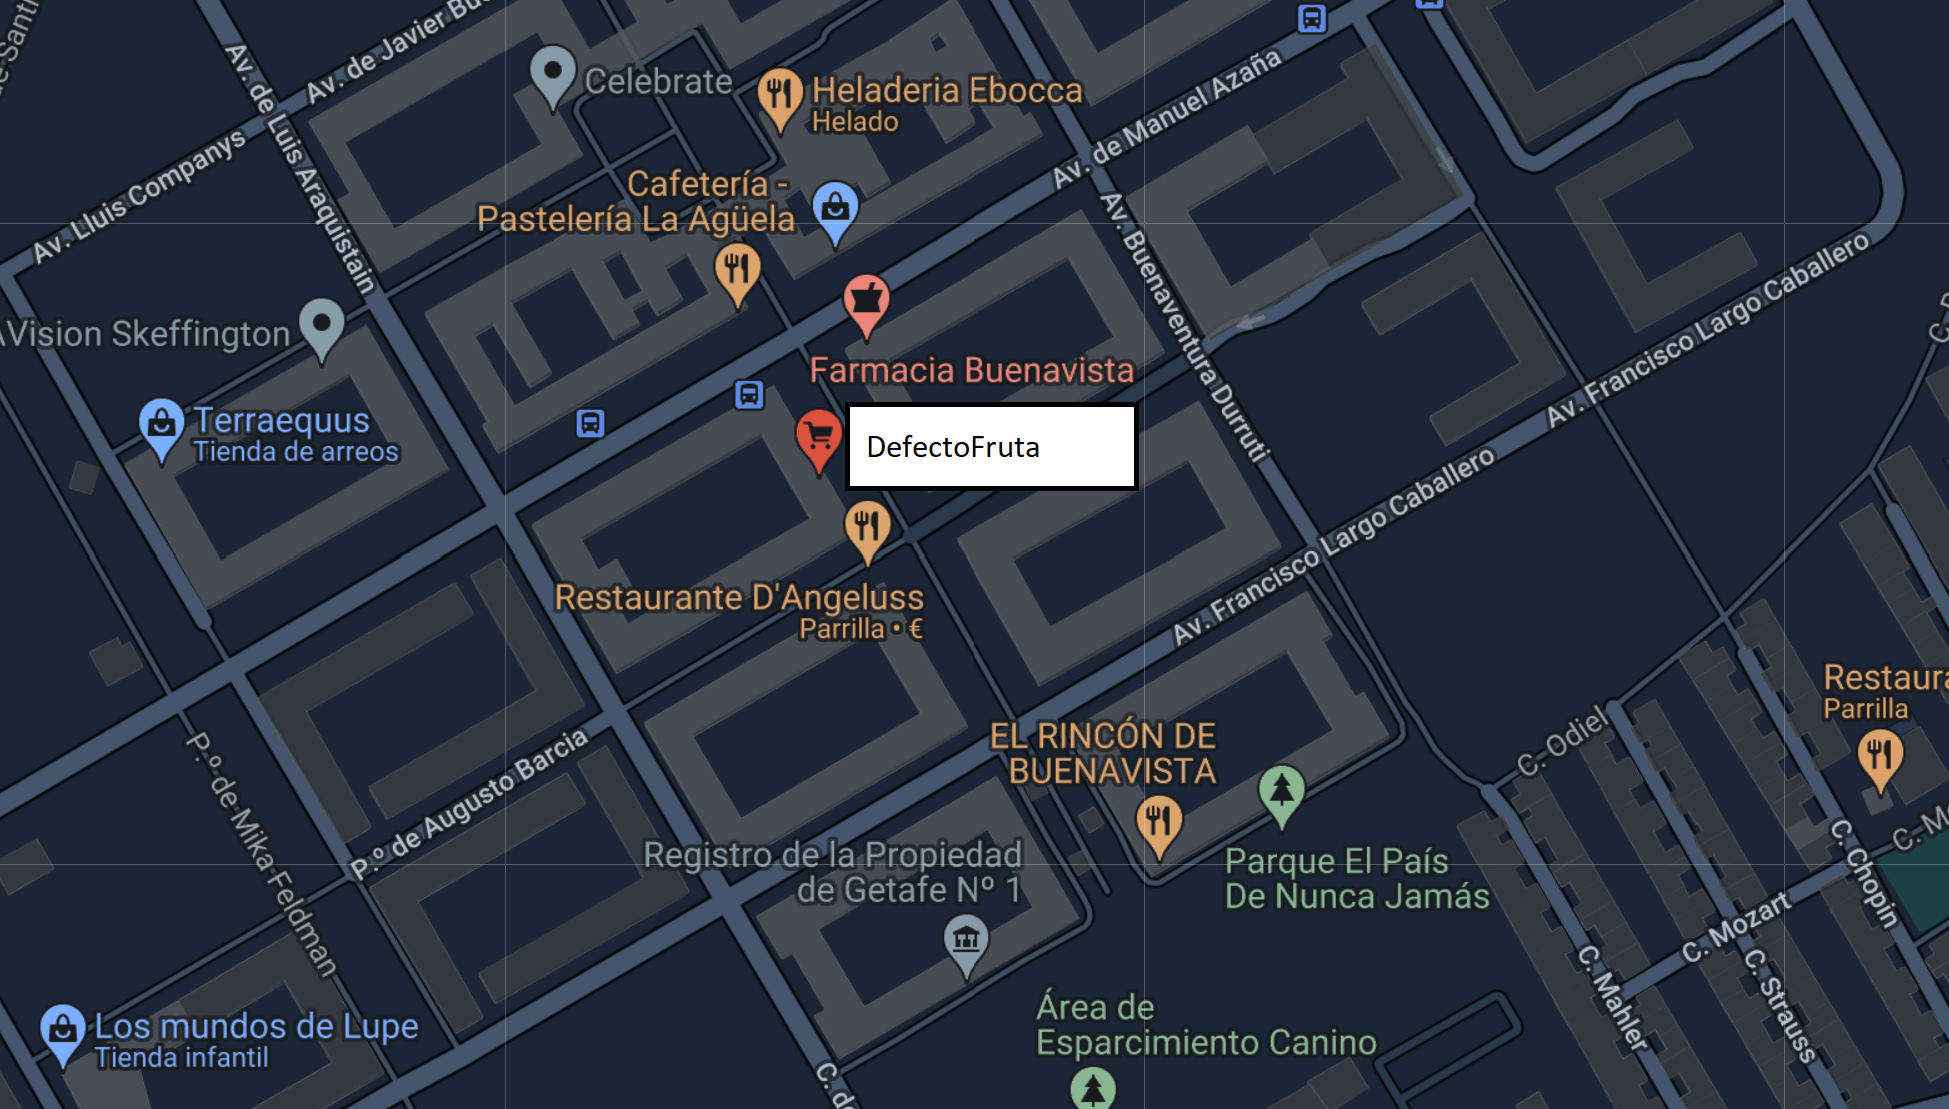 Av. de Javier
Av. de Luis Araquistain
Av. Lluis Companys
Celebrate
Heladeria Ebocca
Helado
Av. de Manuel Azaña
Cafetería -
Pastelería La Agüela
Av. Buenaventura Durruti
Vision Skeffington
Farmacia Buenavista
Terraequus
Tienda de arreos
DefectoFruta
Av. Francisco Largo Caballero
Av. Francisco Largo Caballero
Restaurante D'Angeluss
Parrilla • €
P.º de Mika Feldman
P.º de Augusto Barcia
EL RINCÓN DE
BUENAVISTA
C. Odiel
Parrilla
Registro de la Propiedad
de Getafe Nº 1
Parque El País
De Nunca Jamás
C. Chopin
C. Mozart
C. Mahler
C. Strauss
Los mundos de Lupe
Tienda infantil
Área de
Esparcimiento Canino
C. de